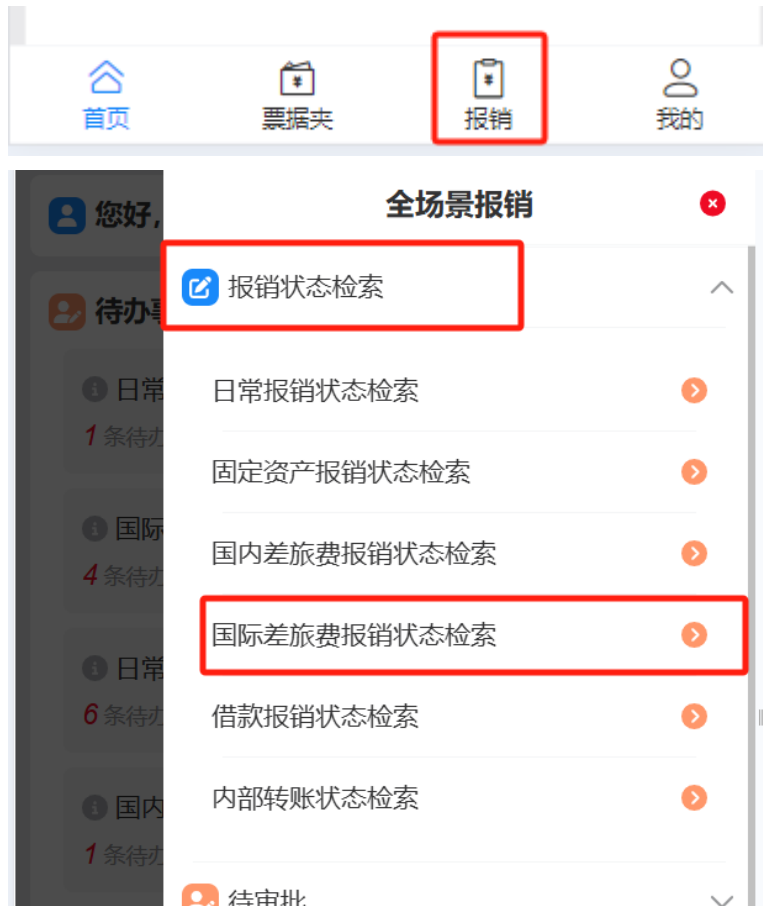 首页
票据夹
报销
我的
全场景报销
您好,
报销状态检索
待办事
日常报销状态检索
日常
1 条待办
固定资产报销状态检索
国际
国内差旅费报销状态检索
4 条待办
国际差旅费报销状态检索
日常
6 条待办
借款报销状态检索
内部转账状态检索
国内
1 条待办
待审批